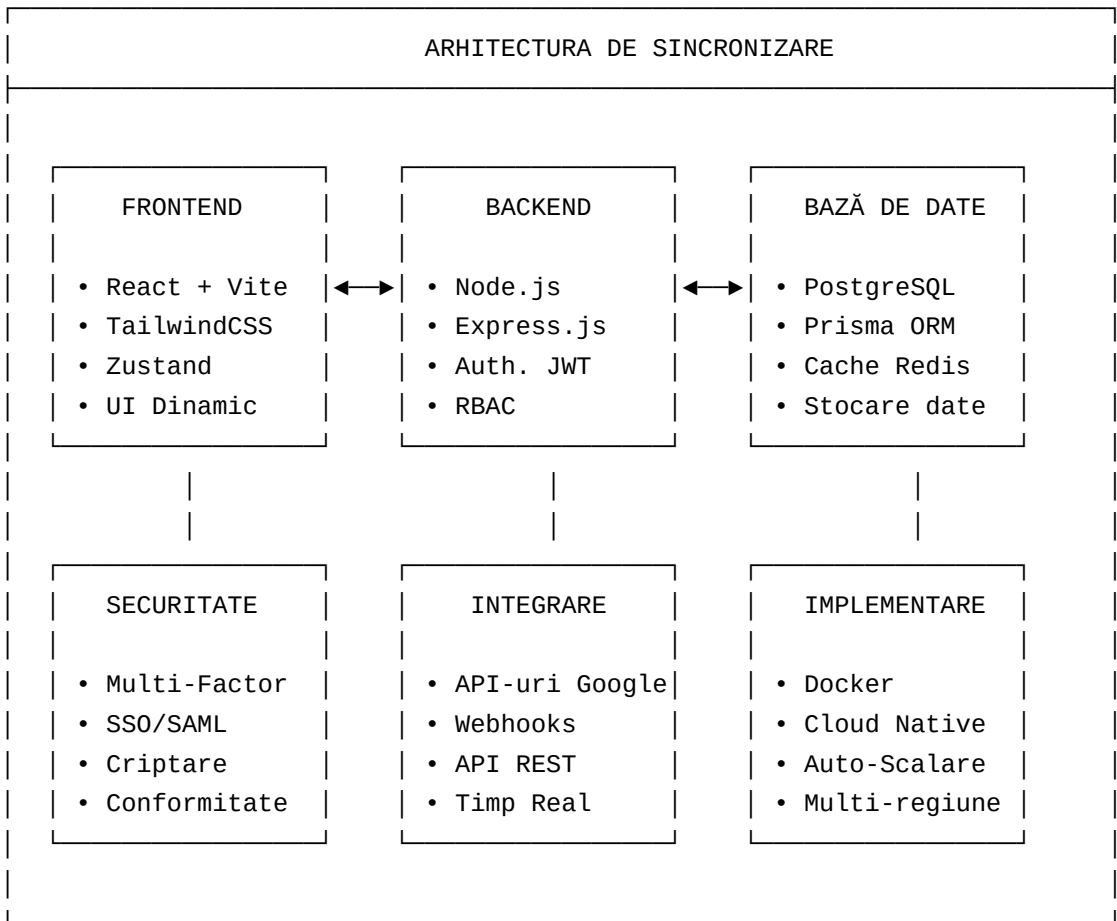 ARHITECTURA DE SINCRONIZARE
FRONTEND BACKEND BAZĂ DE DATE
• React + Vite • Node.js • PostgreSQL
• TailwindCSS • Express.js • Prisma ORM
• Zustand • Auth. JWT • Cache Redis
• UI Dinamic • RBAC • Stocare date
SECURITATE INTEGRARE IMPLEMENTARE
• Multi-Factor • API-uri Google • Docker
• SSO/SAML • Webhooks • Cloud Native
• Criptare • API REST • Auto-Scalare
• Conformitate • Timp Real • Multi-regiune